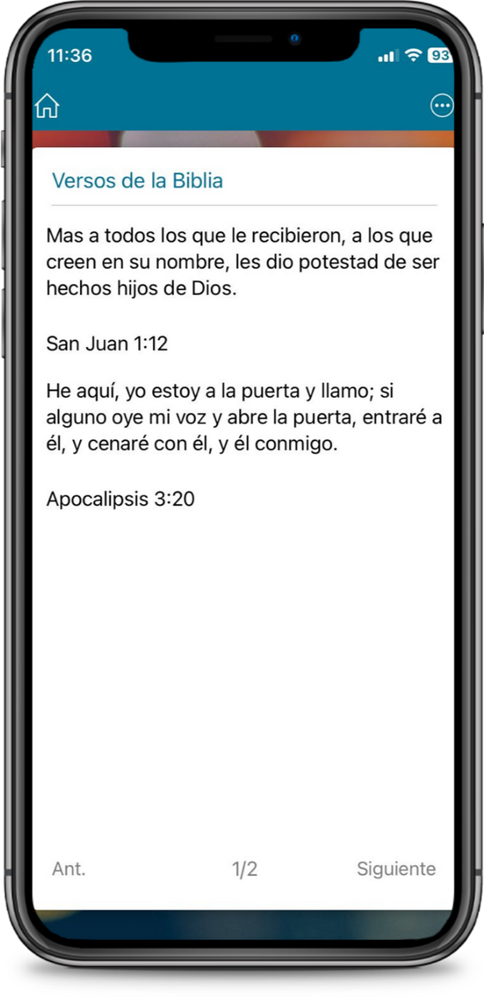 11:36
93
Versos de la Biblia
Mas a todos los que le recibieron, a los que
creen en su nombre, les dio potestad de ser
hechos hijos de Dios.
San Juan 1:12
He aquí, yo estoy a la puerta y llamo; si
alguno oye mi voz y abre la puerta, entraré a
él, y cenaré con él, y él conmigo.
Apocalipsis 3:20
Ant.
1/2
Siguiente